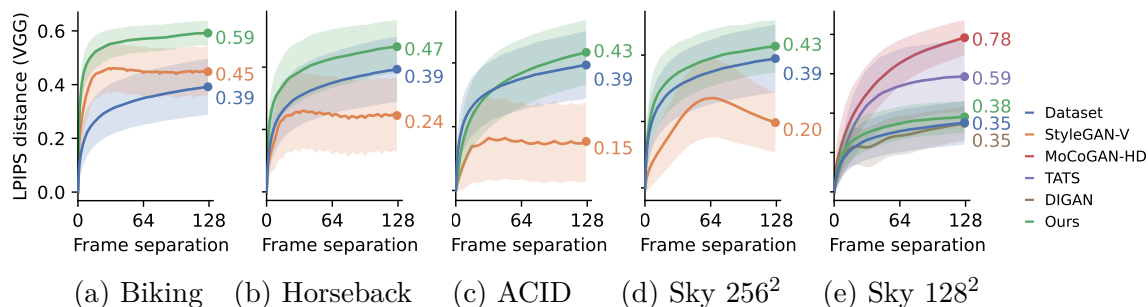 LPIPS distance (VGG)
0.6
0.4
0.2
0.0
0.59
0.45
0.39
0 64 128
Frame separation
(a) Biking
0.47
0.39
0.24
0 64 128
Frame separation
(b) Horseback
0.43
0.39
0.15
0 64 128
Frame separation
(c) ACID
0.43
0.39
0.20
0 64 128
Frame separation
(d) Sky 256²
0.78
0.59
0.38
0.35
0.35
0 64 128
Frame separation
(e) Sky 128²
Dataset
StyleGAN-V
MoCoGAN-HD
TATS
DIGAN
Ours